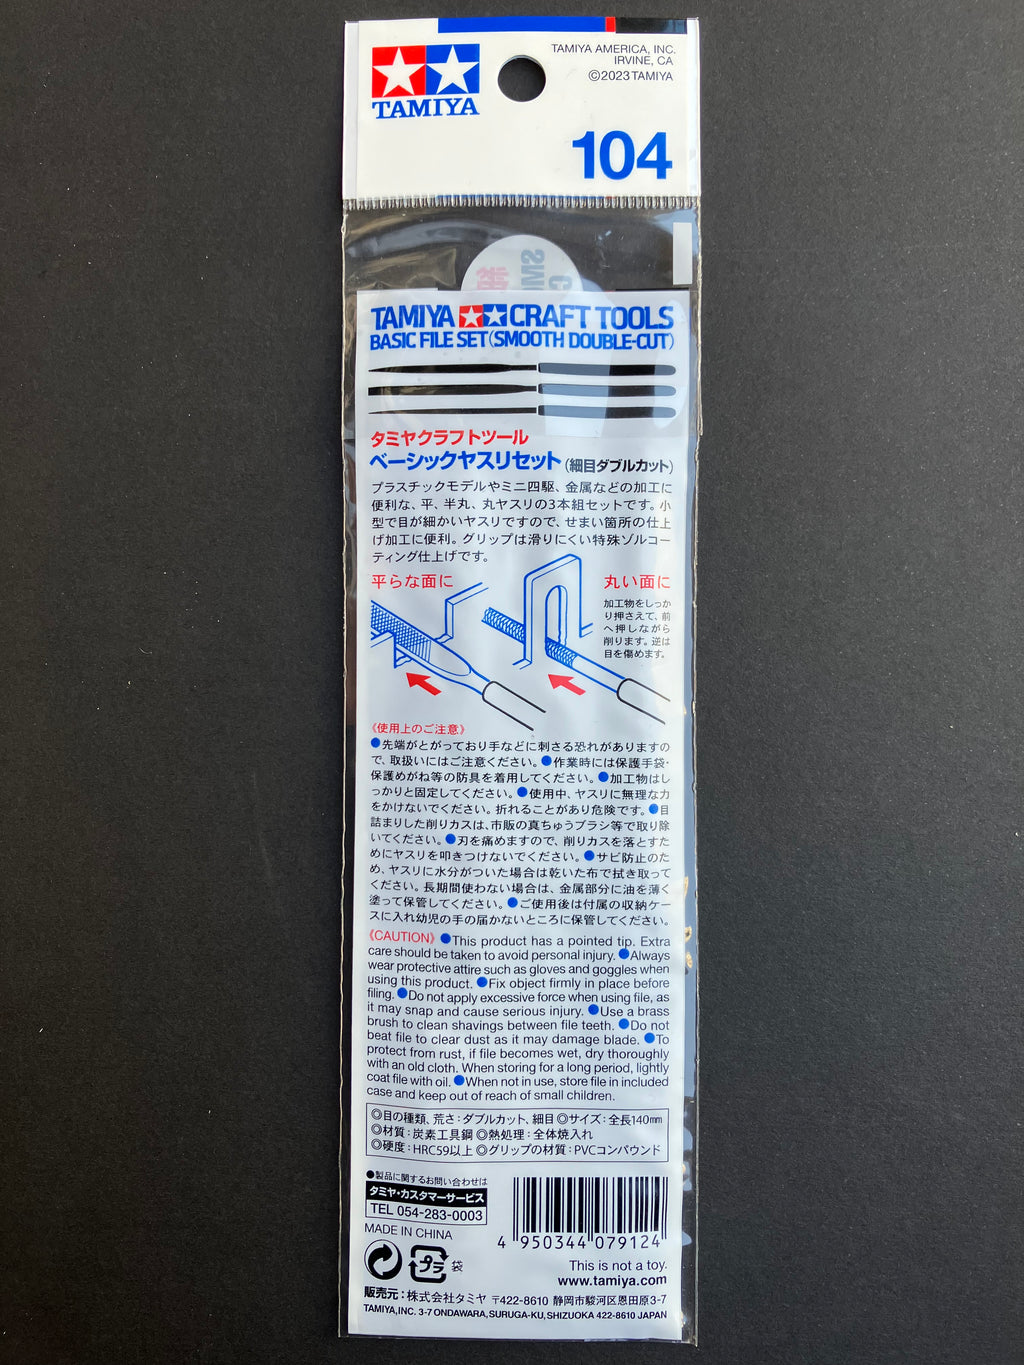 TAMIYA
TAMIYA AMERICA, INC.
IRVINE, CA
©2023 TAMIYA
104
TAMIYA CRAFT TOOLS
BASIC FILE SET (SMOOTH DOUBLE-CUT)
タミヤクラフトツール
ベーシックヤスリセット(細目ダブルカット)
プラスチックモデルやミニ四駆、金属などの加工に
便利な、平、半丸、丸ヤスリの3本組セットです。小
型で目が細かいヤスリですので、せまい箇所の仕上
げ加工に便利。グリップは滑りにくい特殊ゾルコー
ティング仕上げです。
平らな面に
丸い面に
加工物をしっか
り押さえて、前
へ押しながら
削ります。逆は
目を傷めます。
《使用上のご注意》
●先端がとがっており手などに刺さる恐れがありますの
で、取扱いにはご注意ください。●作業時には保護手袋・
保護めがね等の防具を着用してください。●加工物はし
っかりと固定してください。●使用中、ヤスリに無理な力
をかけないでください。折れることがあり危険です。●目
詰まりした削りカスは、市販の真ちゅうブラシ等で取り除
いてください。●刃を痛めますので、削りカスを落とすた
めにヤスリを叩きつけないでください。●サビ防止のた
め、ヤスリに水分がついた場合は乾いた布で拭き取って
ください。長期間使わない場合は、金属部分に油を薄く
塗って保管してください。●ご使用後は付属の収納ケー
スに入れ幼児の手の届かないところに保管してください。
《CAUTION》 ●This product has a pointed tip. Extra
care should be taken to avoid personal injury. ●Always
wear protective attire such as gloves and goggles when
using this product. ●Fix object firmly in place before
filing. ●Do not apply excessive force when using file, as
it may snap and cause serious injury. ●Use a brass
brush to clean shavings between file teeth. ●Do not
beat file to clear dust as it may damage blade. ●To
protect from rust, if file becomes wet, dry thoroughly
with an old cloth. When storing for a long period, lightly
coat file with oil. ●When not in use, store file in included
case and keep out of reach of small children.
◎目の種類、荒さ:ダブルカット、細目 ◎サイズ:全長140mm
◎材質:炭素工具鋼 ◎熱処理:全体焼入れ
◎硬度:HRC59以上 ◎グリップの材質:PVCコンパウンド
●製品に関するお問い合わせは
タミヤ・カスタマーサービス
TEL 054-283-0003
MADE IN CHINA
4 950344 079124
プラ 袋
This is not a toy.
www.tamiya.com
販売元:株式会社タミヤ 〒422-8610 静岡市駿河区恩田原3-7
TAMIYA, INC. 3-7 ONDAWARA, SURUGA-KU, SHIZUOKA 422-8610 JAPAN